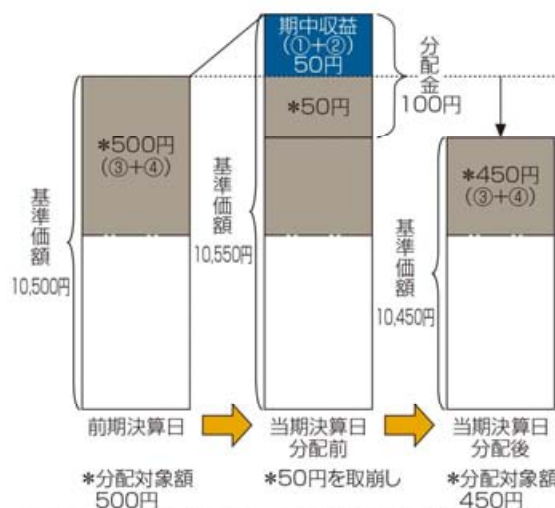 期中収益
(①+②)
50円
*50円
分配金
100円
*500円
(③+④)
基準価額
10,500円
基準価額
10,550円
*450円
(③+④)
基準価額
10,450円
前期決算日
当期決算日
分配前
当期決算日
分配後
*分配対象額
500円
*50円を取崩し
*分配対象額
450円